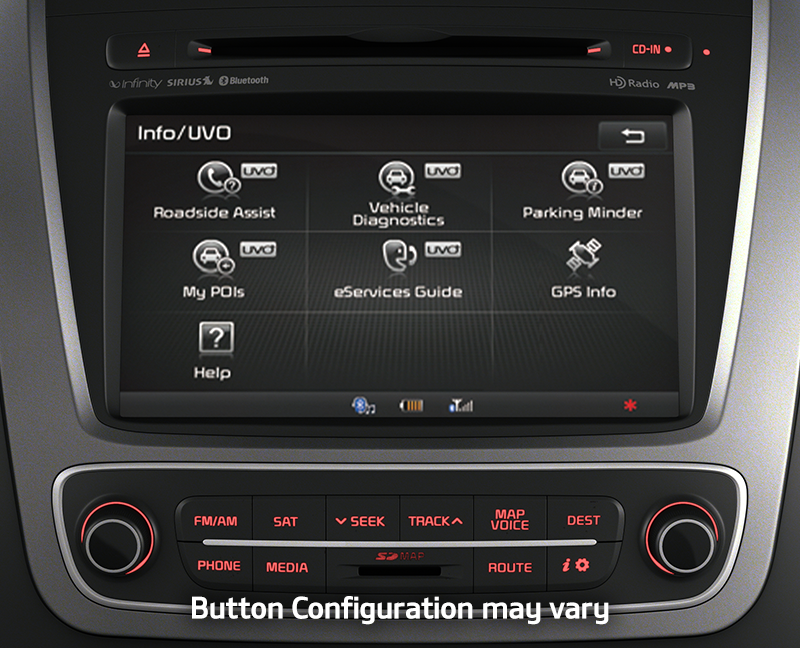 CD-IN
infinity SIRIUS Bluetooth
HD Radio MP3
Info/UVO
UVO UVO UVO
Roadside Assist
Vehicle
Diagnostics
Parking Minder
UVO UVO
My POIs
eServices Guide
GPS Info
?
Help
FM/AM SAT SEEK TRACK MAP
VOICE DEST
SD MAP
PHONE MEDIA ROUTE i
Button Configuration may vary